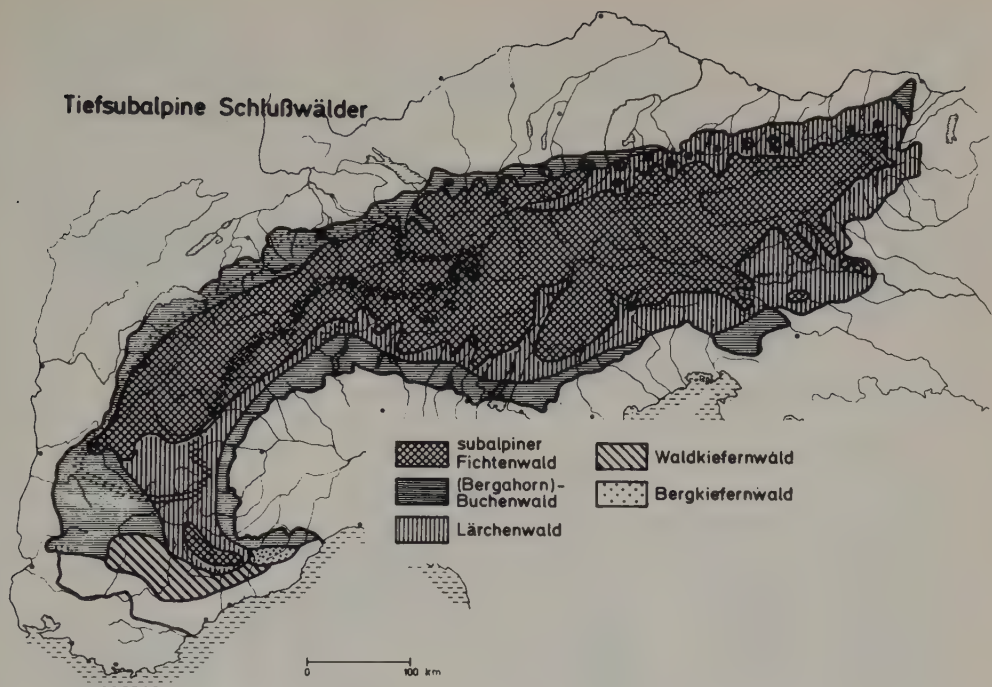 Tiefsubalpine Schlußwälder
subalpiner
Fichtenwald
(Bergahorn)-
Buchenwald
Lärchenwald
Waldkiefernwald
Bergkiefernwald
0 100 km